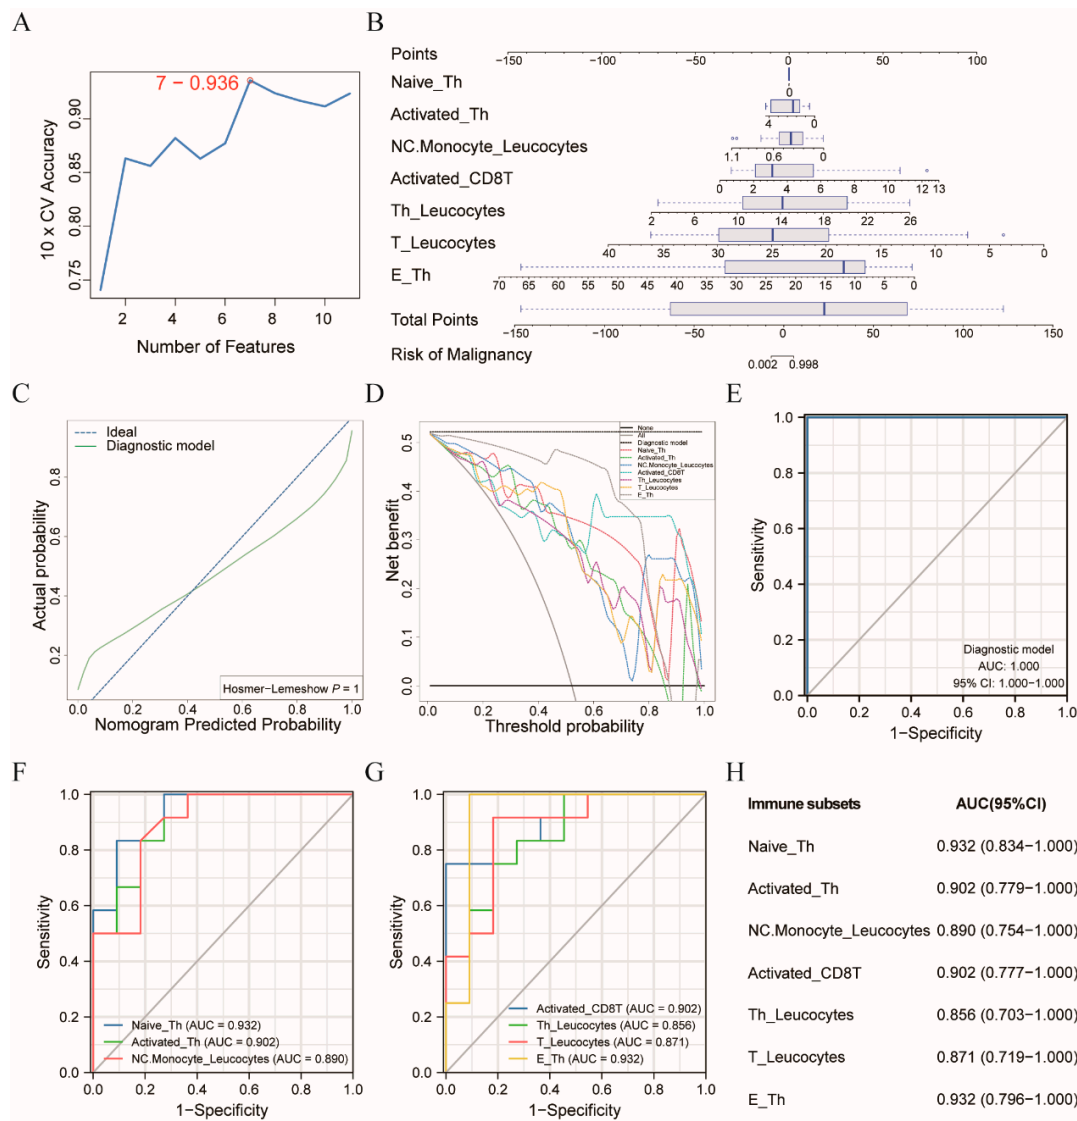 A
7 − 0.936
10 x CV Accuracy
0.75 0.80 0.85 0.90
2 4 6 8 10
Number of Features
B
Points
−150 −100 −50 0 50 100
Naive_Th
0
Activated_Th
4 0
NC.Monocyte_Leucocytes
1.1 0.6 0
Activated_CD8T
0 2 4 6 8 10 12 13
Th_Leucocytes
2 6 10 14 18 22 26
T_Leucocytes
40 35 30 25 20 15 10 5 0
E_Th
70 65 60 55 50 45 40 35 30 25 20 15 10 5 0
Total Points
−150 −100 −50 0 50 100 150
Risk of Malignancy
0.002 0.998
C
Ideal
Diagnostic model
Actual probability
0.2 0.4 0.6 0.8
Hosmer−Lemeshow P = 1
0.0 0.2 0.4 0.6 0.8 1.0
Nomogram Predicted Probability
D
None
All
Diagnostic model
Naive_Th
Activated_Th
NC.Monocyte_Leucocytes
Activated_CD8T
Th_Leucocytes
T_Leucocytes
E_Th
Net benefit
0.0 0.1 0.2 0.3 0.4 0.5
0.0 0.2 0.4 0.6 0.8 1.0
Threshold probability
E
Sensitivity
0.0 0.2 0.4 0.6 0.8 1.0
Diagnostic model
AUC: 1.000
95% CI: 1.000−1.000
0.0 0.2 0.4 0.6 0.8 1.0
1−Specificity
F
Sensitivity
0.0 0.2 0.4 0.6 0.8 1.0
Naive_Th (AUC = 0.932)
Activated_Th (AUC = 0.902)
NC.Monocyte_Leucocytes (AUC = 0.890)
0.0 0.2 0.4 0.6 0.8 1.0
1−Specificity
G
Sensitivity
0.0 0.2 0.4 0.6 0.8 1.0
Activated_CD8T (AUC = 0.902)
Th_Leucocytes (AUC = 0.856)
T_Leucocytes (AUC = 0.871)
E_Th (AUC = 0.932)
0.0 0.2 0.4 0.6 0.8 1.0
1−Specificity
H
Immune subsets AUC(95%CI)
Naive_Th 0.932 (0.834−1.000)
Activated_Th 0.902 (0.779−1.000)
NC.Monocyte_Leucocytes 0.890 (0.754−1.000)
Activated_CD8T 0.902 (0.777−1.000)
Th_Leucocytes 0.856 (0.703−1.000)
T_Leucocytes 0.871 (0.719−1.000)
E_Th 0.932 (0.796−1.000)